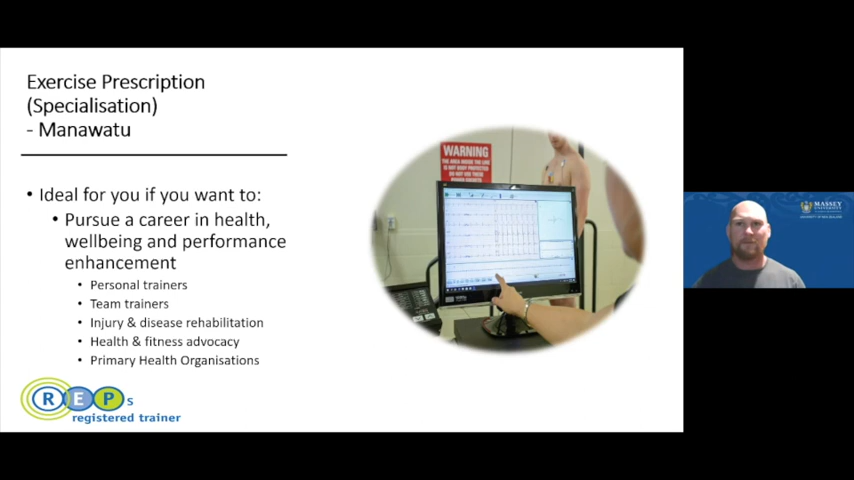 Exercise Prescription
(Specialisation)
- Manawatu
• Ideal for you if you want to:
• Pursue a career in health,
wellbeing and performance
enhancement
• Personal trainers
• Team trainers
• Injury & disease rehabilitation
• Health & fitness advocacy
• Primary Health Organisations
REPs
registered trainer
WARNING
MASSEY
UNIVERSITY